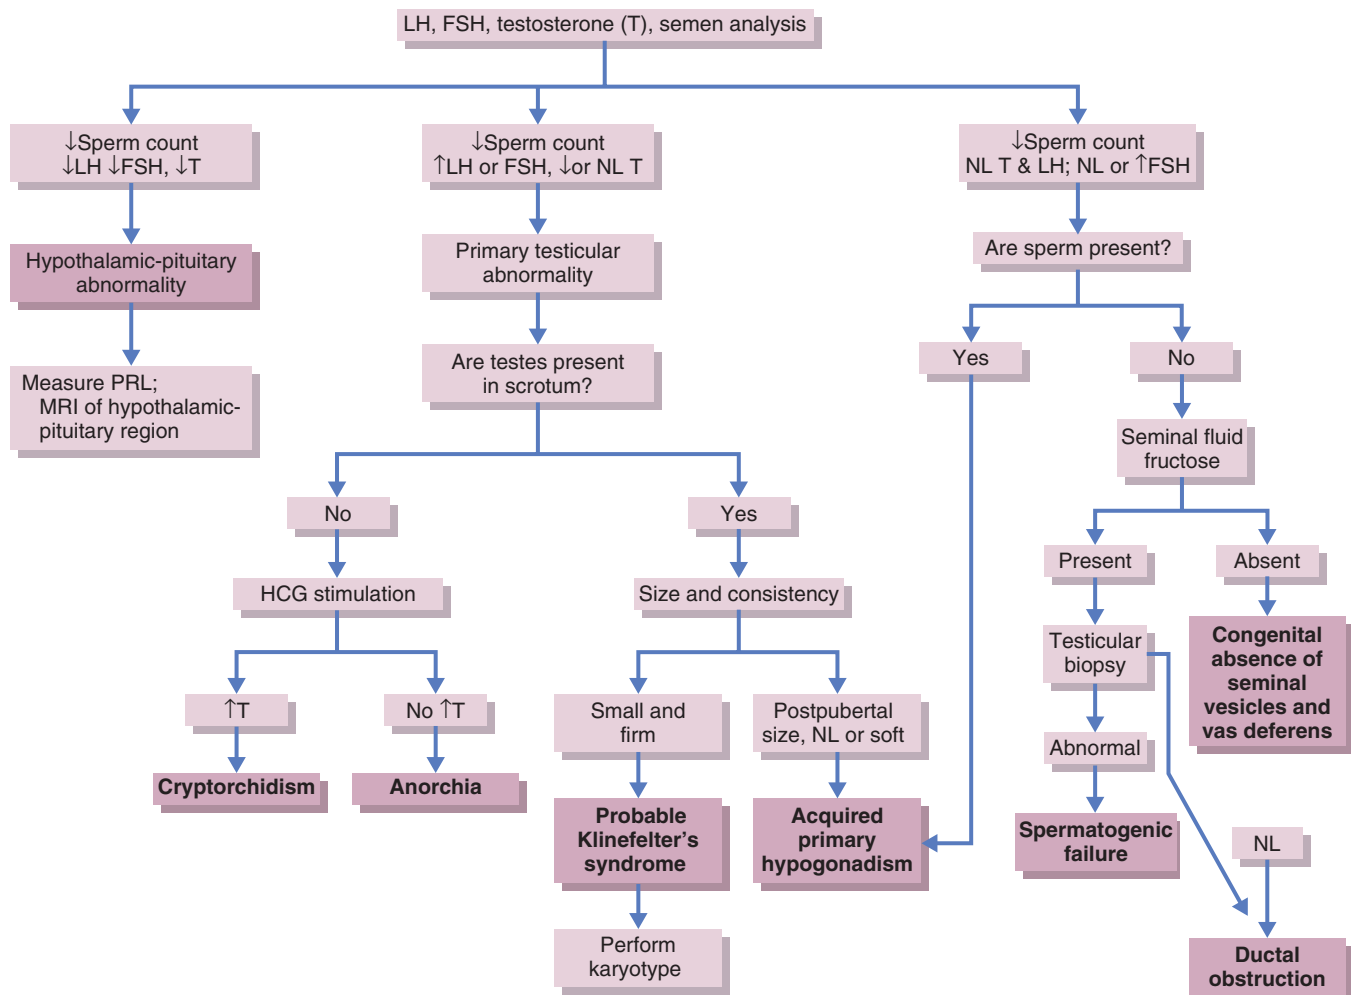 LH, FSH, testosterone (T), semen analysis
↓Sperm count
↓LH ↓FSH, ↓T
Hypothalamic-pituitary
abnormality
Measure PRL;
MRI of hypothalamic-
pituitary region
↓Sperm count
↑LH or FSH, ↓or NL T
Primary testicular
abnormality
Are testes present
in scrotum?
No
HCG stimulation
↑T
Cryptorchidism
No ↑T
Anorchia
Yes
Size and consistency
Small and
firm
Probable
Klinefelter's
syndrome
Perform
karyotype
Postpubertal
size, NL or soft
Acquired
primary
hypogonadism
↓Sperm count
NL T & LH; NL or ↑FSH
Are sperm present?
Yes
No
Seminal fluid
fructose
Present
Testicular
biopsy
Abnormal
Spermatogenic
failure
NL
Ductal
obstruction
Absent
Congenital
absence of
seminal
vesicles and
vas deferens